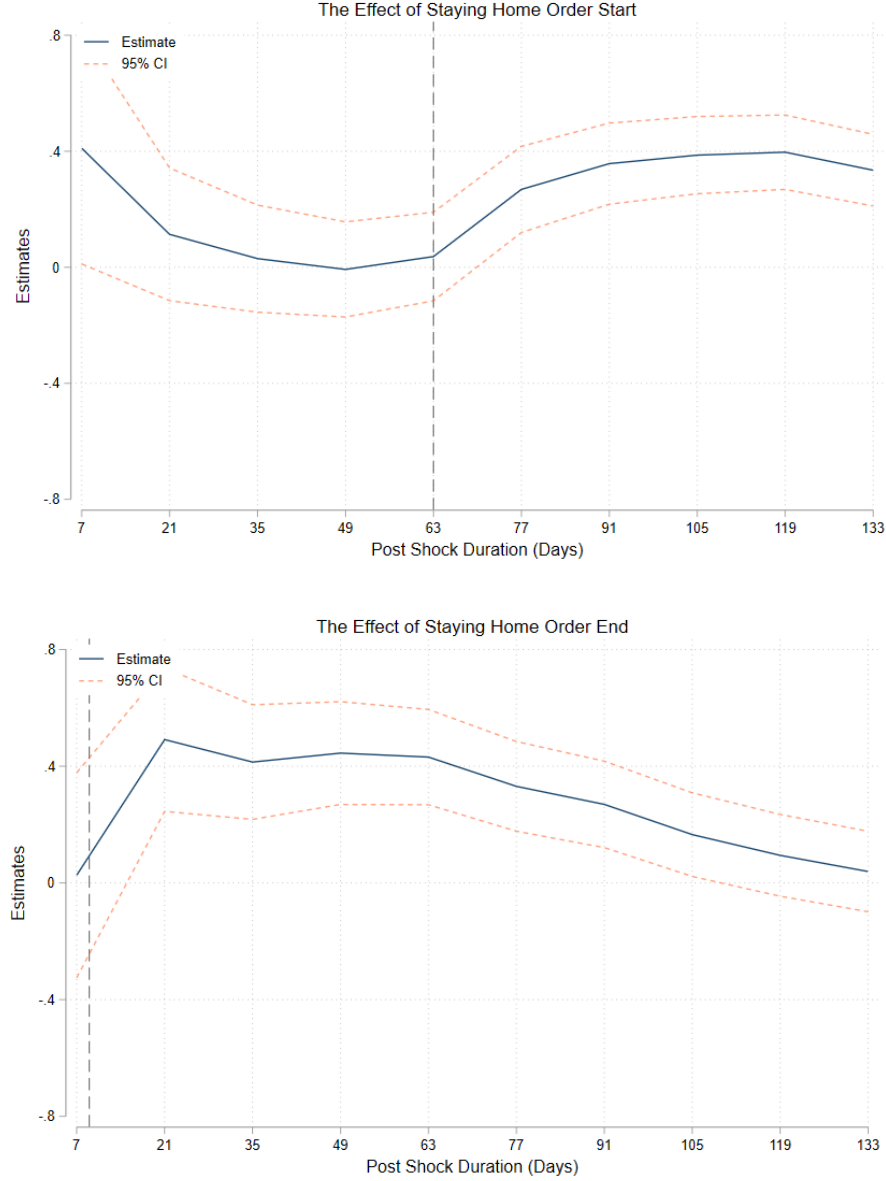 The Effect of Staying Home Order Start
.8
Estimate
95% CI
.4
0
-.4
-.8
Estimates
7 21 35 49 63 77 91 105 119 133
Post Shock Duration (Days)
The Effect of Staying Home Order End
.8
Estimate
95% CI
.4
0
-.4
-.8
Estimates
7 21 35 49 63 77 91 105 119 133
Post Shock Duration (Days)